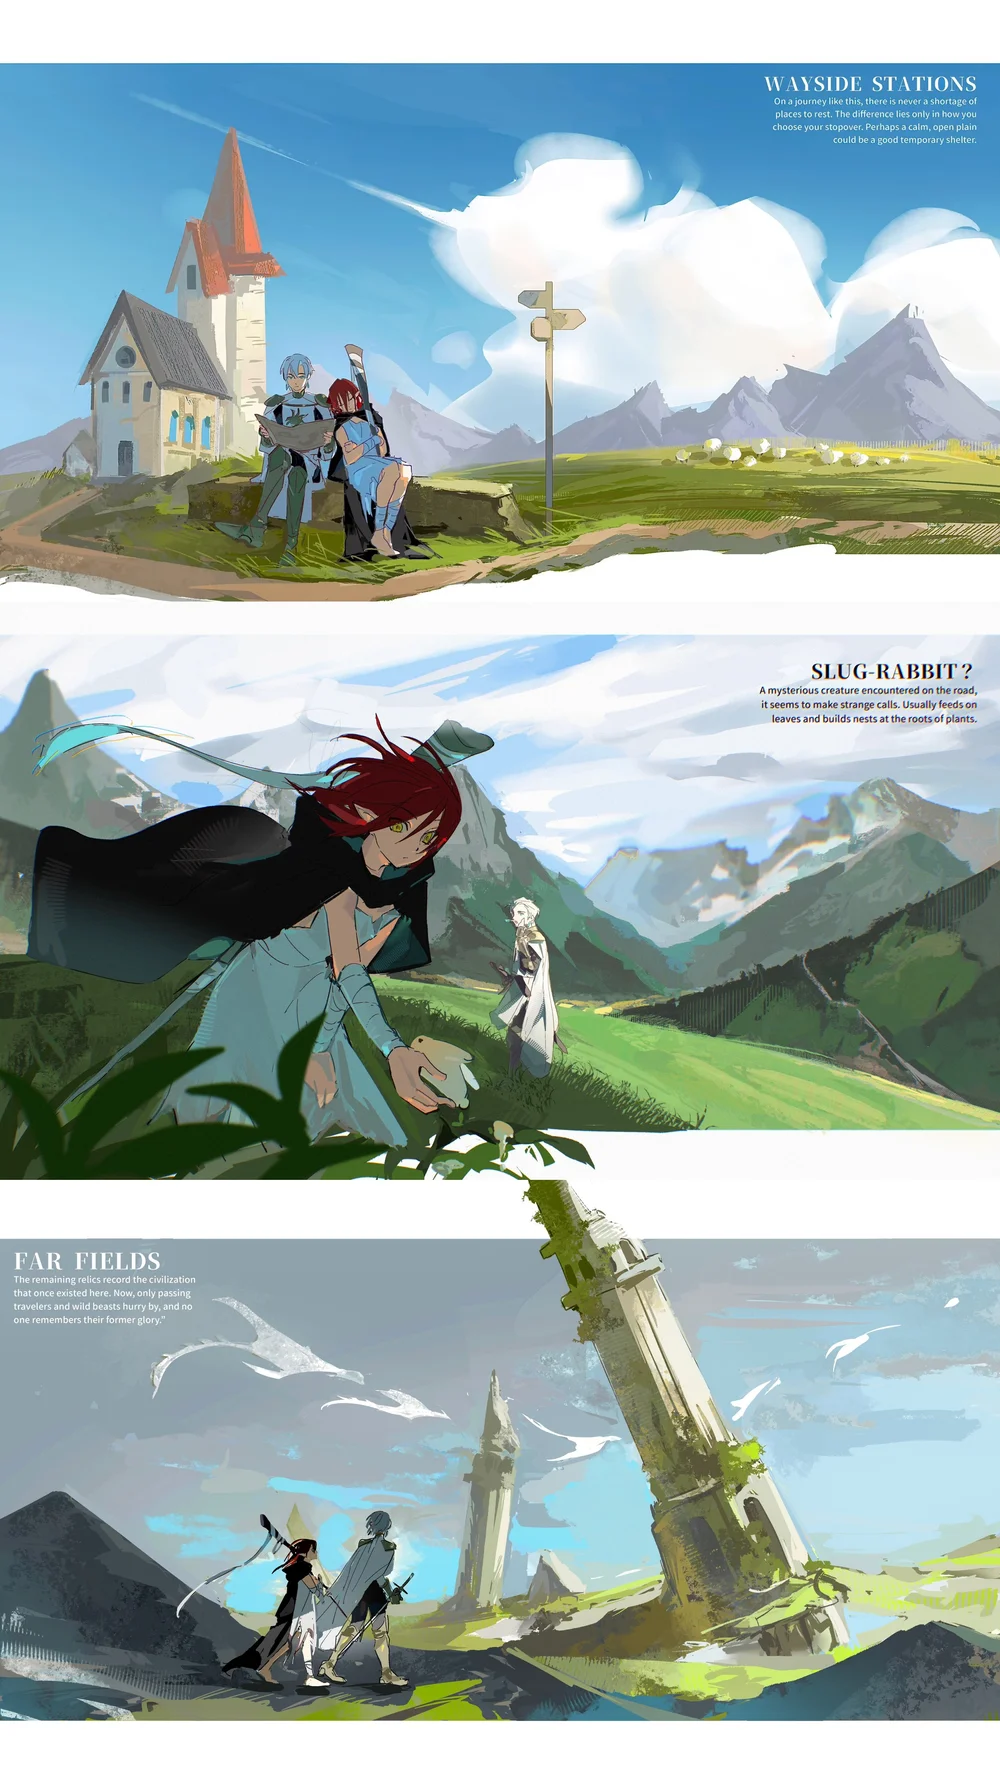 WAYSIDE STATIONS
On a journey like this, there is never a shortage of
places to rest. The difference lies only in how you
choose your stopover. Perhaps a calm, open plain
could be a good temporary shelter.
SLUG-RABBIT?
A mysterious creature encountered on the road,
it seems to make strange calls. Usually feeds on
leaves and builds nests at the roots of plants.
FAR FIELDS
The remaining relics record the civilization
that once existed here. Now, only passing
travelers and wild beasts hurry by, and no
one remembers their former glory."